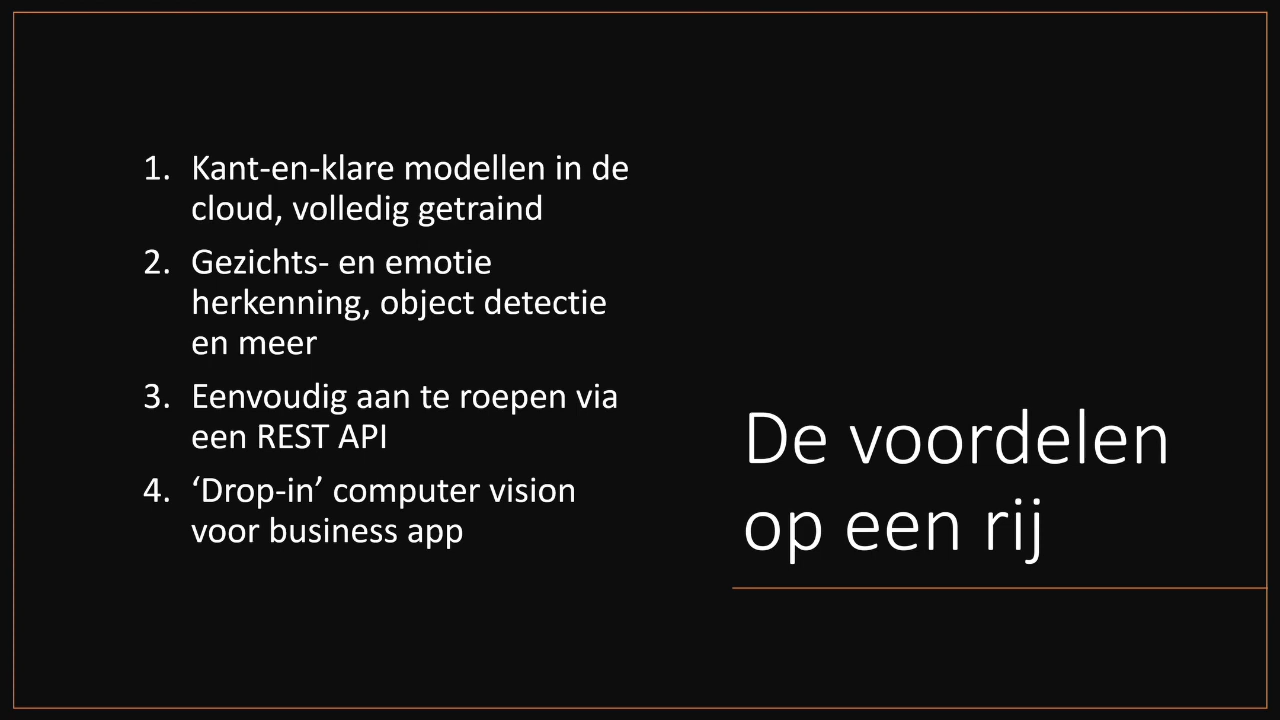 1. Kant-en-klare modellen in de
cloud, volledig getraind
2. Gezichts- en emotie
herkenning, object detectie
en meer
3. Eenvoudig aan te roepen via
een REST API
4. ‘Drop-in’ computer vision
voor business app
De voordelen
op een rij